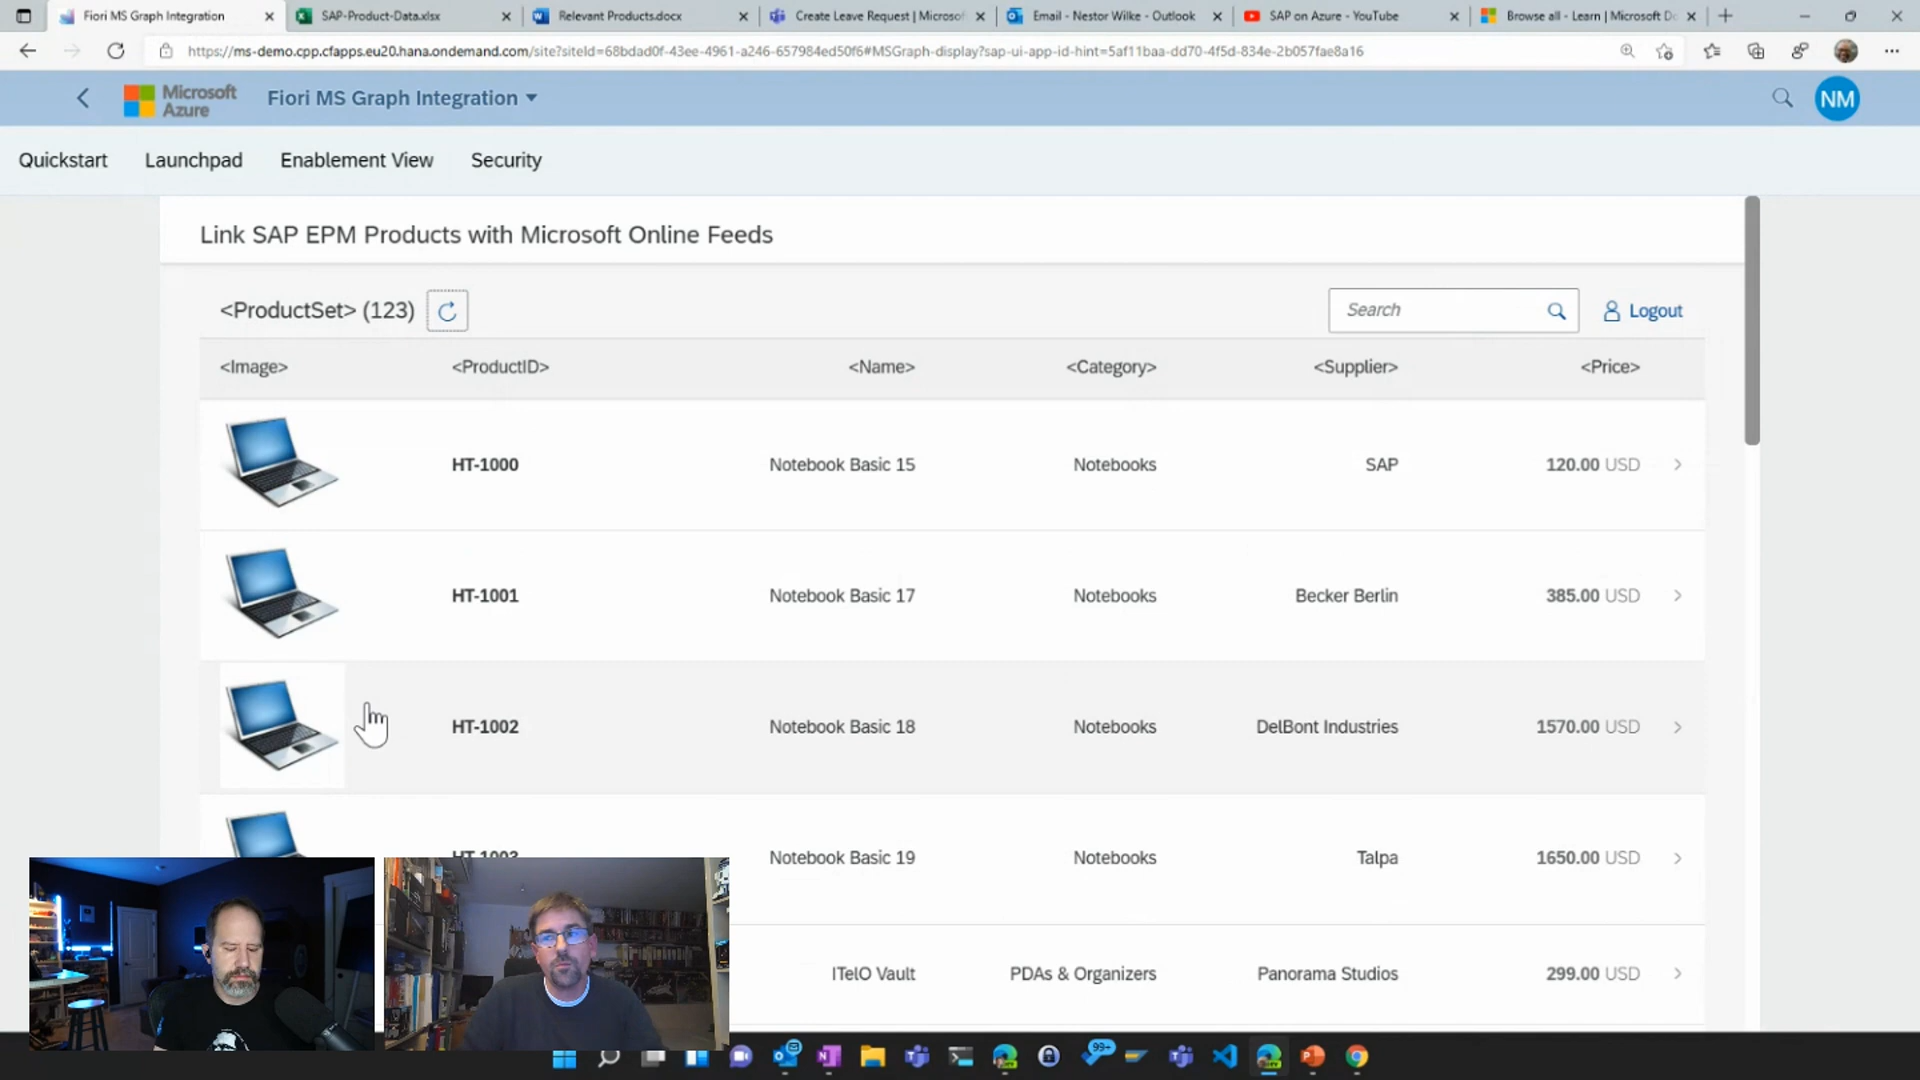 Fiori MS Graph Integration
SAP-Product-Data.xlsx
Relevant Products.docx
Create Leave Request | Microsof
Email - Nestor Wilke - Outlook
SAP on Azure - YouTube
Browse all - Learn | Microsoft Do
https://ms-demo.cpp.cfapps.eu20.hana.ondemand.com/site?siteId=68bdad0f-43ee-4961-a246-657984ed50f6#MSGraph-display?sap-ui-app-id-hint=5af11baa-dd70-4f5d-834e-2b057fae8a16
Microsoft Azure
Fiori MS Graph Integration
NM
Quickstart Launchpad Enablement View Security
Link SAP EPM Products with Microsoft Online Feeds
<ProductSet> (123)
Search
Logout
<Image> <ProductID> <Name> <Category> <Supplier> <Price>
HT-1000 Notebook Basic 15 Notebooks SAP 120.00 USD
HT-1001 Notebook Basic 17 Notebooks Becker Berlin 385.00 USD
HT-1002 Notebook Basic 18 Notebooks DelBont Industries 1570.00 USD
HT-1003 Notebook Basic 19 Notebooks Talpa 1650.00 USD
ITelO Vault PDAs & Organizers Panorama Studios 299.00 USD
99+